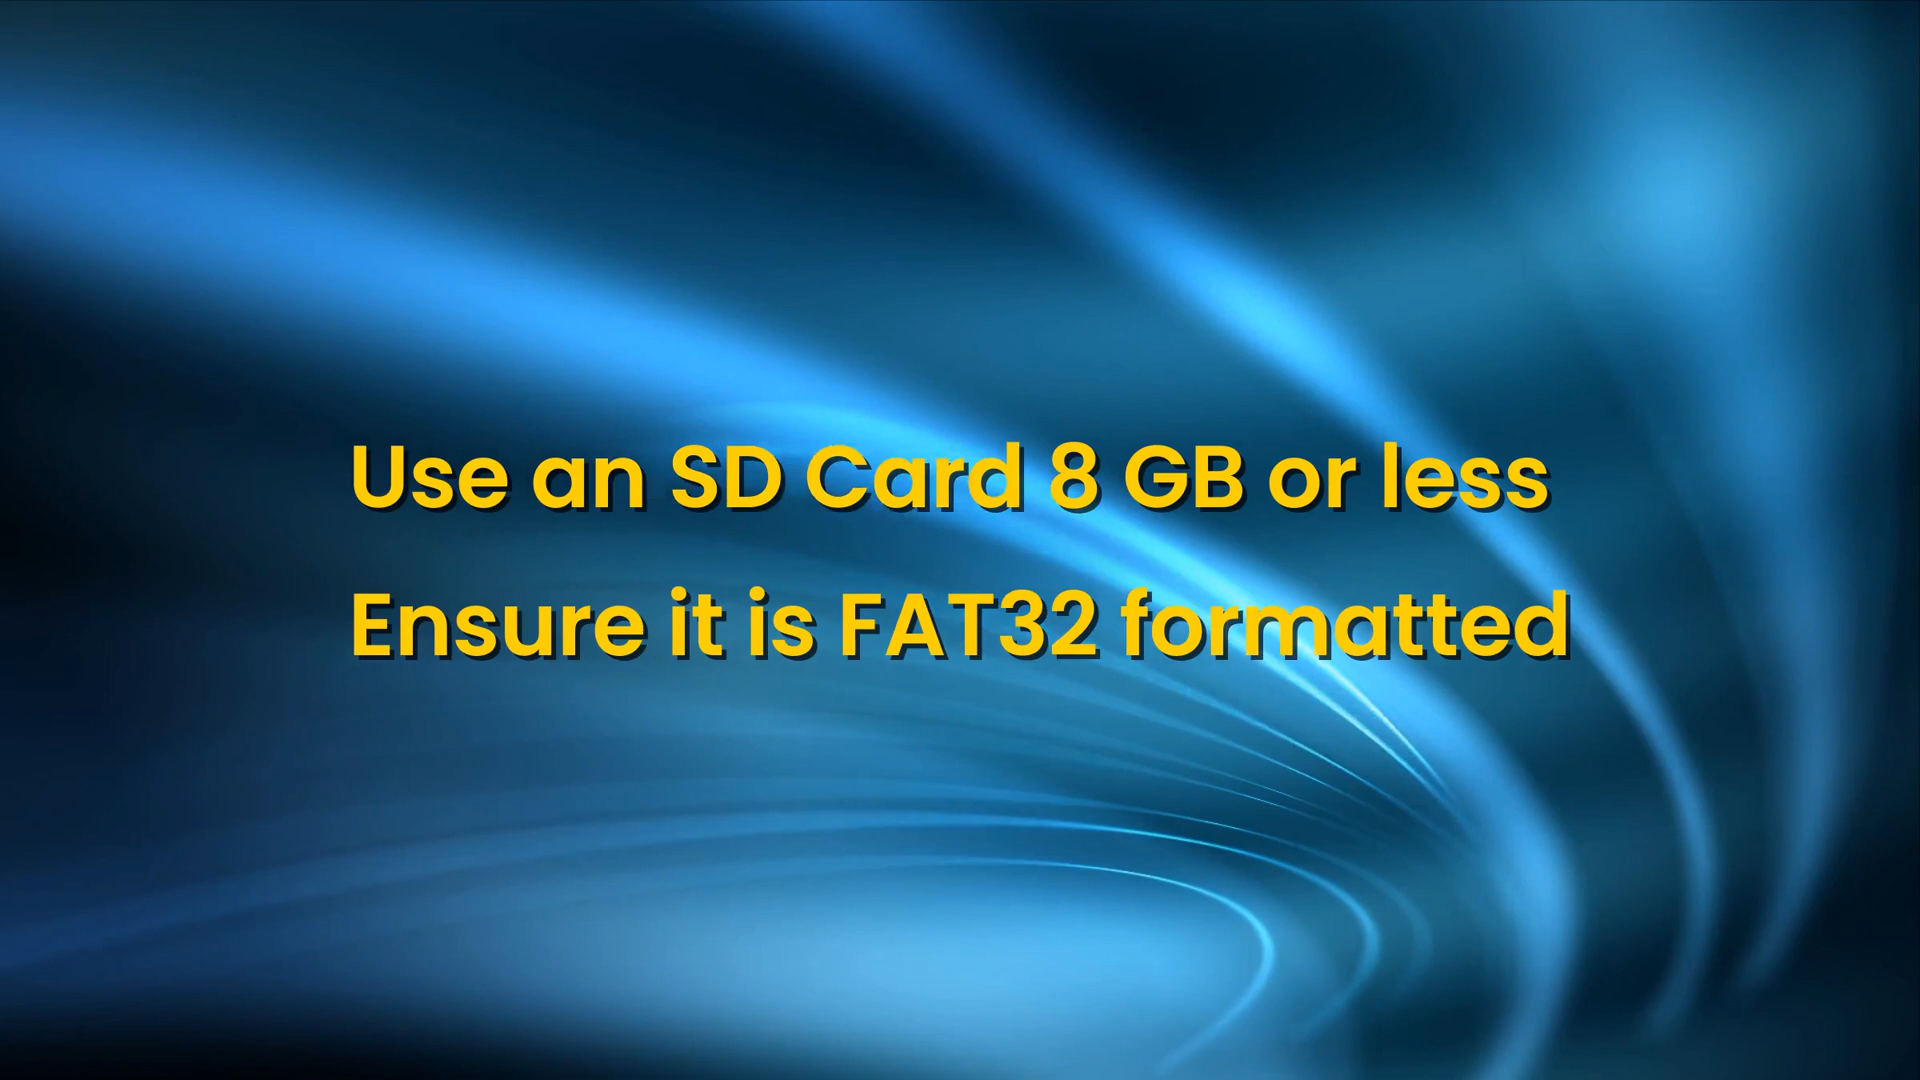 Use an SD Card 8 GB or less
Ensure it is FAT32 formatted